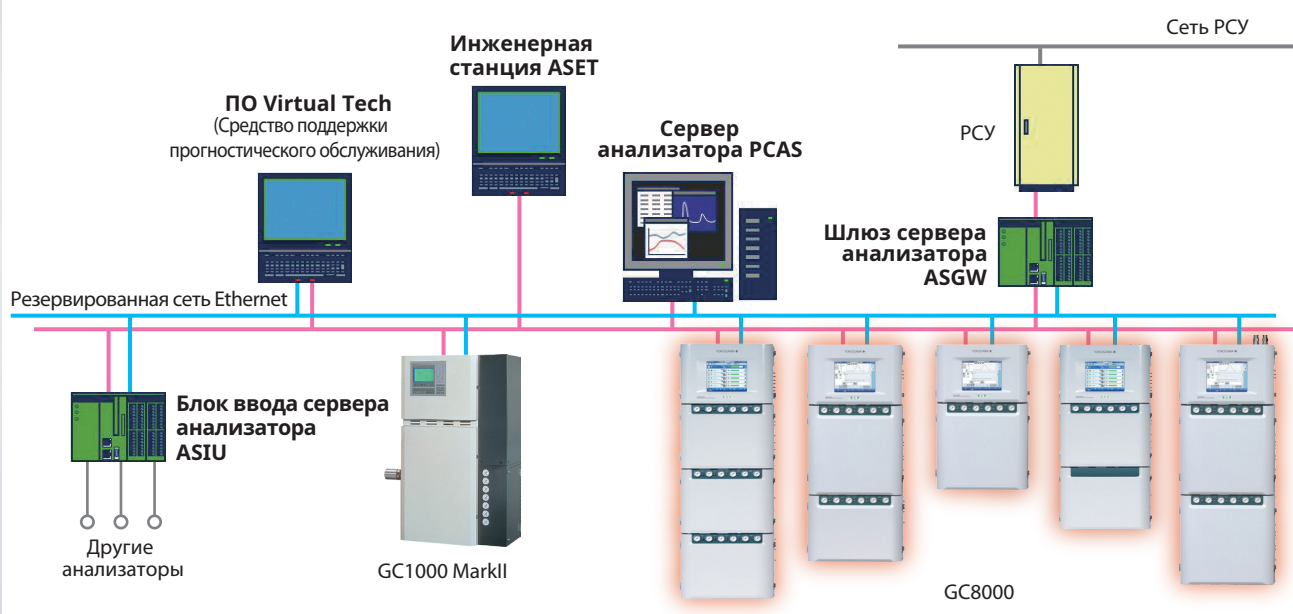 Сеть РСУ
Инженерная
станция ASET
ПО Virtual Tech
(Средство поддержки
прогностического обслуживания)
Сервер
анализатора PCAS
РСУ
Шлюз сервера
анализатора
ASGW
Резервированная сеть Ethernet
Блок ввода сервера
анализатора
ASIU
Другие
анализаторы
GC1000 MarkII
GC8000